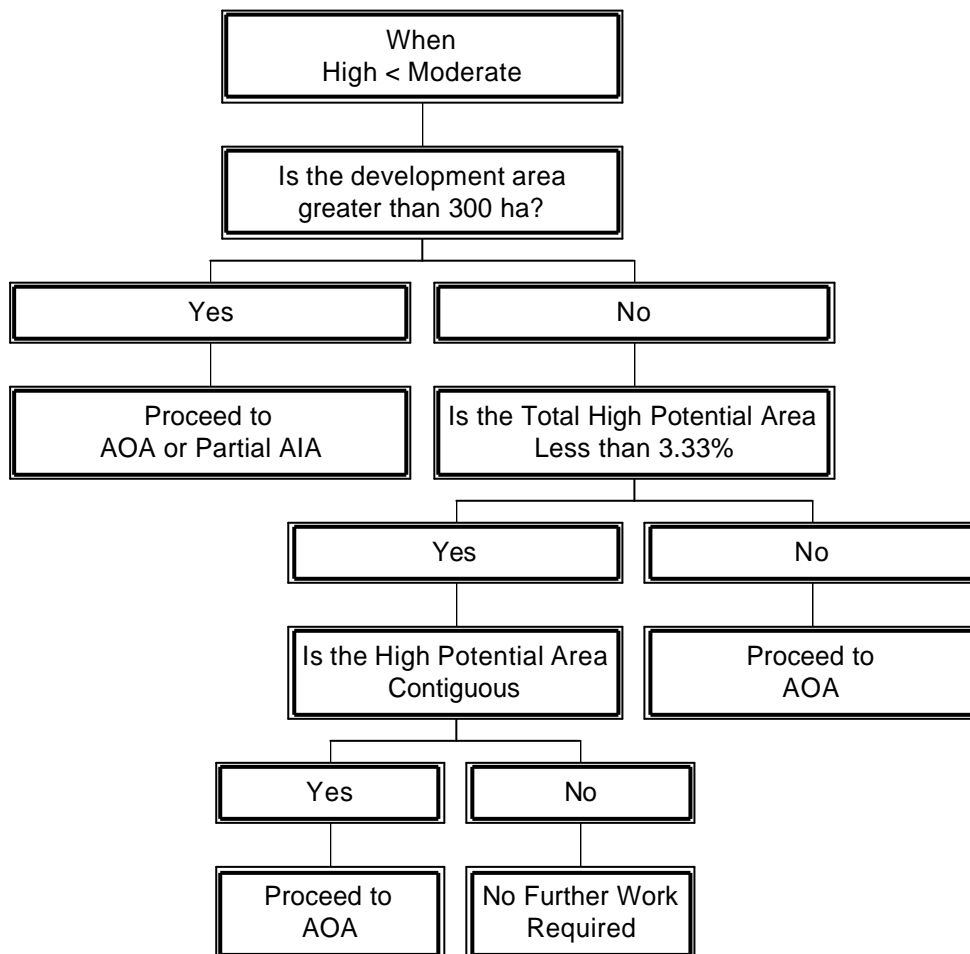 When
High < Moderate
Is the development area
greater than 300 ha?
Yes
No
Proceed to
AOA or Partial AIA
Is the Total High Potential Area
Less than 3.33%
Yes
No
Is the High Potential Area
Contiguous
Proceed to
AOA
Yes
No
Proceed to
AOA
No Further Work
Required